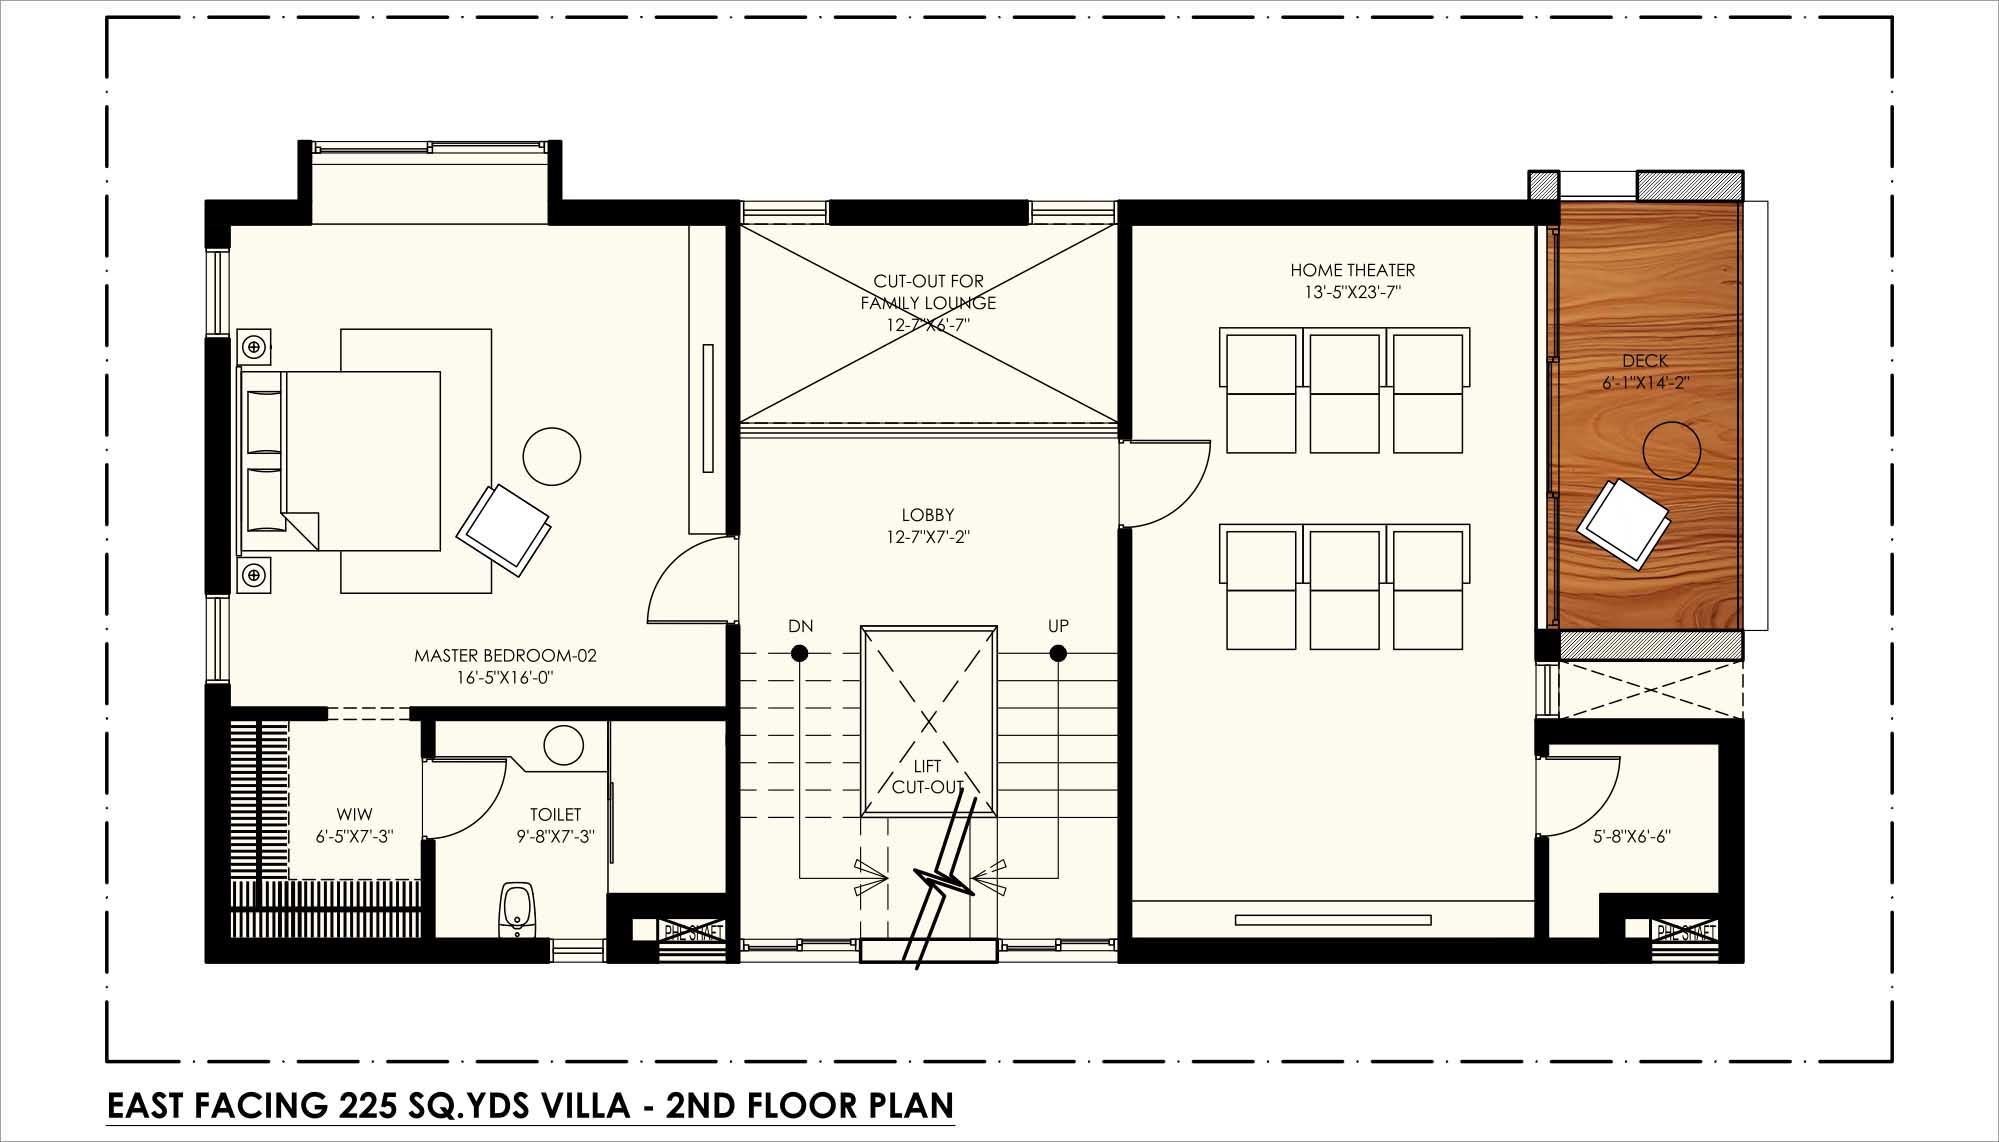 CUT-OUT FOR
FAMILY LOUNGE
12-7"X6'-7"
HOME THEATER
13'-5"X23'-7"
DECK
6'-1"X14'-2"
LOBBY
12-7"X7'-2"
DN
UP
MASTER BEDROOM-02
16'-5"X16'-0"
LIFT
CUT-OUT
WIW
6'-5"X7'-3"
TOILET
9'-8"X7'-3"
5'-8"X6'-6"
PHE SHAFT
PHE SHAFT
EAST FACING 225 SQ.YDS VILLA - 2ND FLOOR PLAN